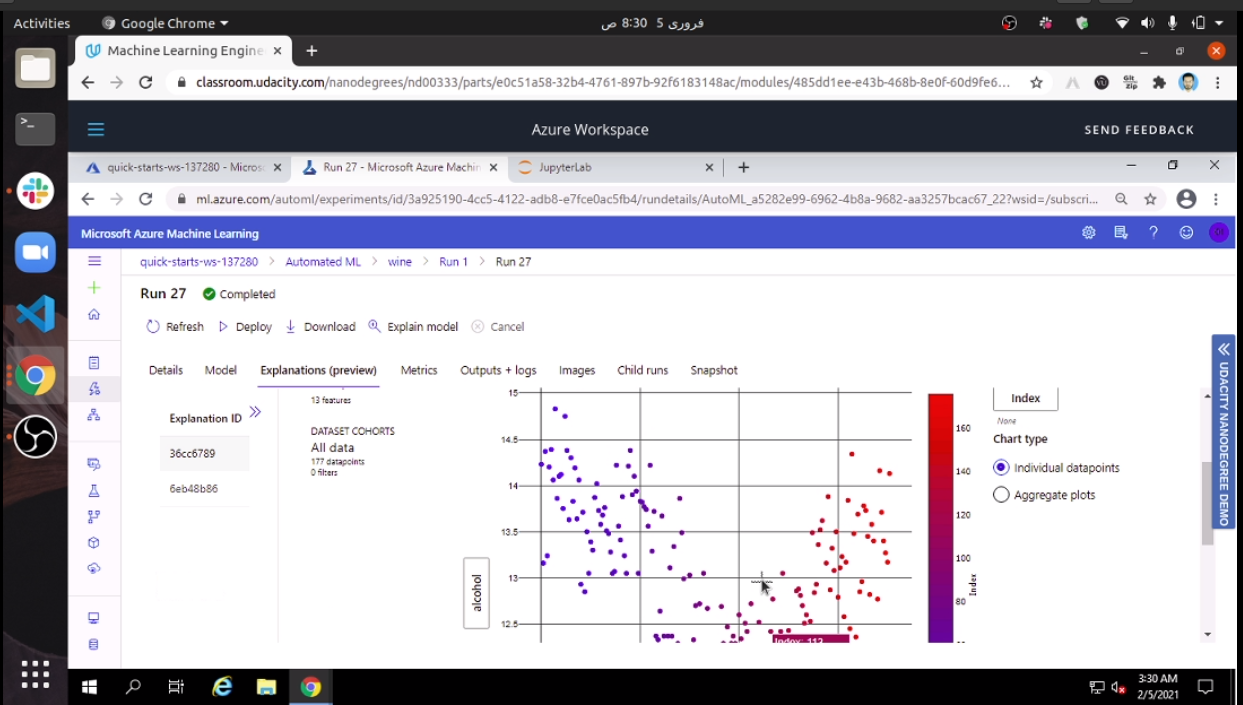 Activities
Google Chrome
فروری 5 8:30 ص
Machine Learning Engine
classroom.udacity.com/nanodegrees/nd00333/parts/e0c51a58-32b4-4761-897b-92f6183148ac/modules/485dd1ee-e43b-468b-8e0f-60d9fe6...
Azure Workspace
SEND FEEDBACK
quick-starts-ws-137280 - Micros
Run 27 - Microsoft Azure Machin
JupyterLab
ml.azure.com/automl/experiments/id/3a925190-4cc5-4122-adb8-e7fce0ac5fb4/rundetails/AutoML_a5282e99-6962-4b8a-9682-aa3257bcac67_22?wsid=/subscri...
Microsoft Azure Machine Learning
quick-starts-ws-137280 > Automated ML > wine > Run 1 > Run 27
Run 27 Completed
Refresh Deploy Download Explain model Cancel
Details Model Explanations (preview) Metrics Outputs + logs Images Child runs Snapshot
Explanation ID
36cc6789
6eb48b86
13 features
DATASET COHORTS
All data
177 datapoints
0 filters
alcohol
15
14.5
14
13.5
13
12.5
Index: 112
160
140
120
100
80
Index
Index
None
Chart type
Individual datapoints
Aggregate plots
UDACITY NANODEGREE DEMO
3:30 AM
2/5/2021